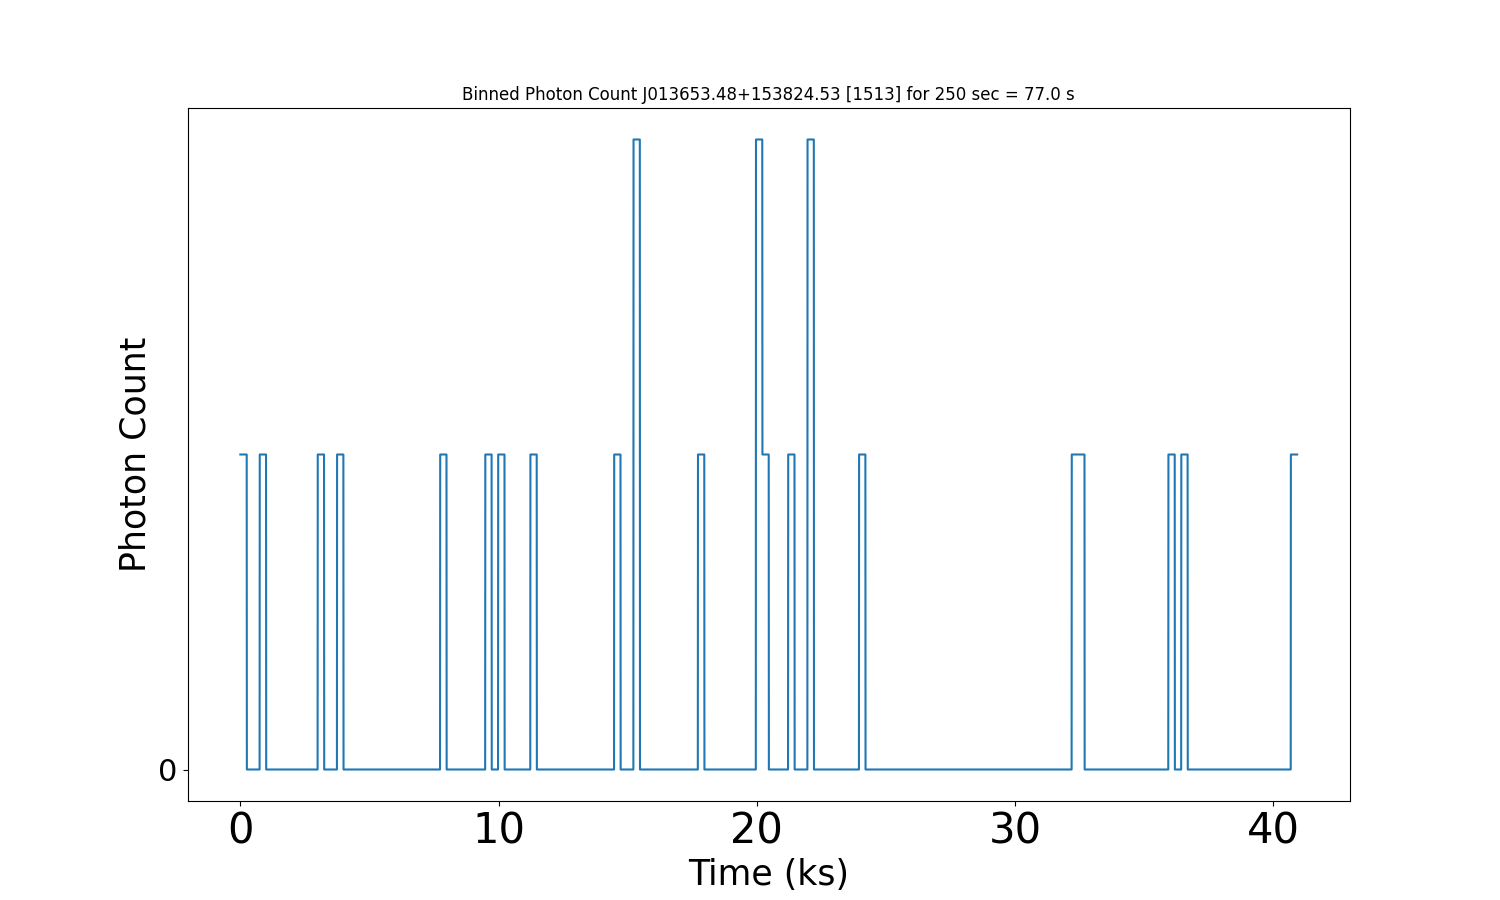 Binned Photon Count J013653.48+153824.53 [1513] for 250 sec = 77.0 s
Photon Count
0
0 10 20 30 40
Time (ks)